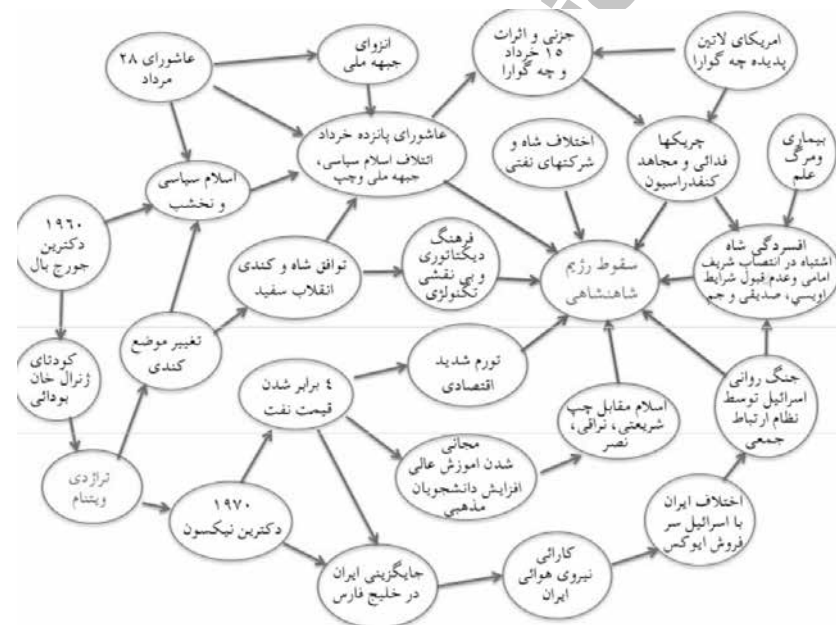 امریکای لاتین
پدیده چه گوارا
جزنی و اثرات
۱۵ خرداد
و چه گوارا
انزوای
جبهه ملی
عاشورای ۲۸
مرداد
بیماری
ومرگ
علم
چریکها
فدائی و مجاهد
کنفدراسیون
اختلاف شاه و
شرکتهای نفتی
عاشورای پانزده خرداد
ائتلاف اسلام سیاسی،
جبهه ملی وچپ
اسلام سیاسی
و نخشب
۱۹۶۰
دکترین
جورج بال
افسردگی شاه
اشتباه در انتصاب شریف
امامی وعدم قبول شرایط
اویسی، صدیقی و جم
سقوط رژیم
شاهنشاهی
فرهنگ
دیکتاتوری
و بی نقشی
تکنولژی
توافق شاه و کندی
انقلاب سفید
تغییر موضع
کندی
کودتای
ژنرال خان
بودائی
جنگ روانی
اسرائیل توسط
نظام ارتباط
جمعی
اسلام مقابل چپ
شریعتی، نراقی،
نصر
تورم شدید
اقتصادی
٤ برابر شدن
قیمت نفت
مجانی
شدن اموزش عالی
افزایش دانشجویان
مذهبی
تراژدی
ویتنام
۱۹۷۰
دکترین نیکسون
اختلاف ایران
با اسرائیل سر
فروش ایوکس
کارائی
نیروی هوائی
ایران
جایگزینی ایران
در خلیج فارس